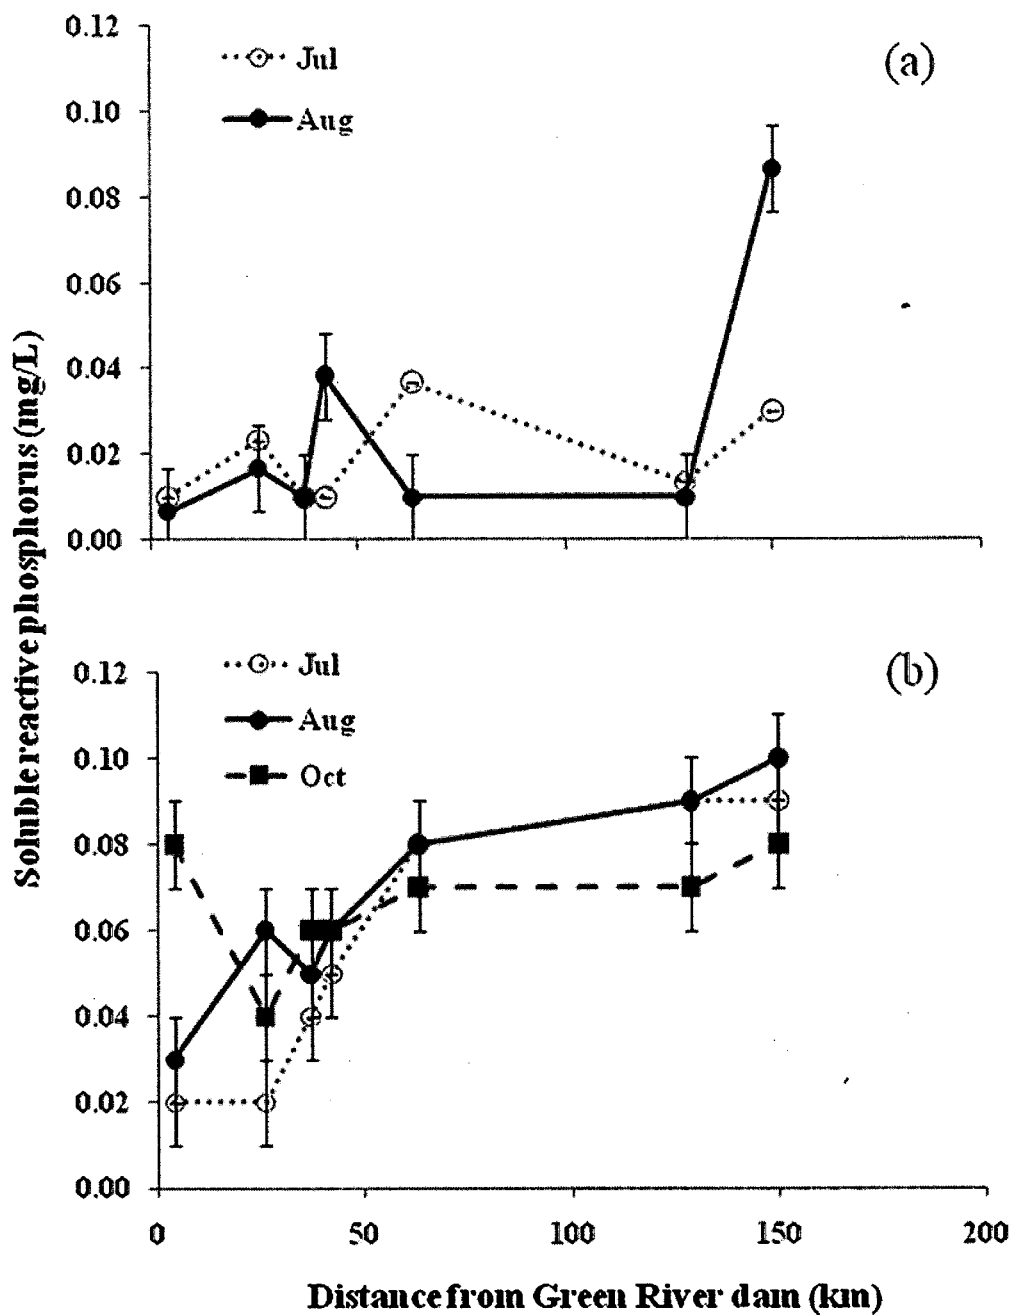 0.12
Jul
(a)
0.10
Aug
0.08
0.06
0.04
0.02
0.00
Soluble reactive phosphorus (mg/L)
0.12
Jul
(b)
Aug
0.10
Oct
0.08
0.06
0.04
0.02
0.00
0 50 100 150 200
Distance from Green River dam (km)